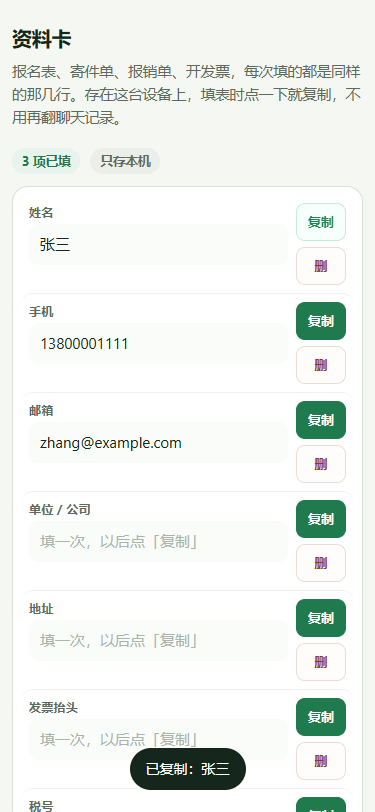 资料卡
报名表、寄件单、报销单、开发票，每次填的都是同样
的那几行。存在这台设备上，填表时点一下就复制，不
用再翻聊天记录。
3 项已填
只存本机
姓名
张三
复制
删
手机
13800001111
复制
删
邮箱
zhang@example.com
复制
删
单位 / 公司
填一次，以后点「复制」
复制
删
地址
填一次，以后点「复制」
复制
删
发票抬头
填一次，以后点「复制」
复制
删
已复制：张三
税号